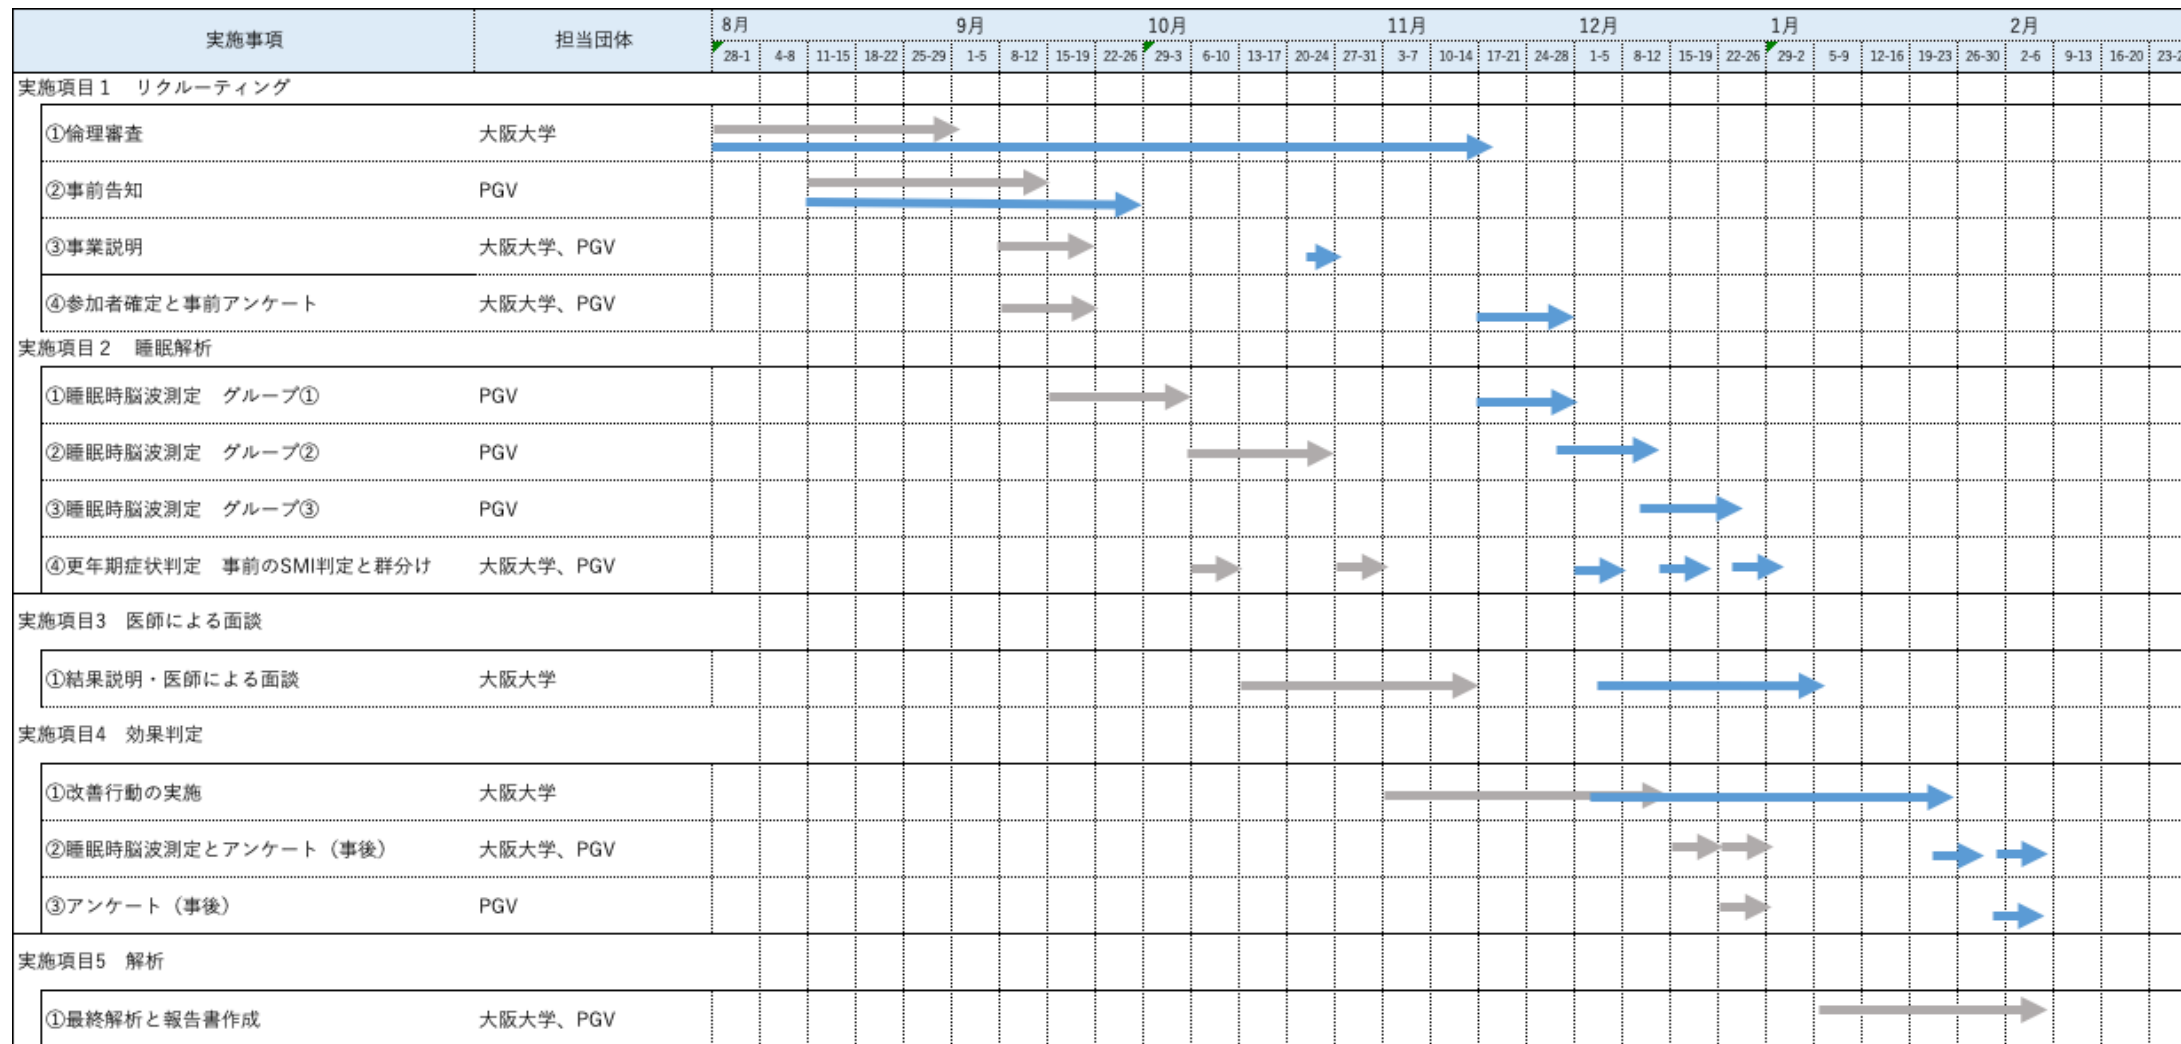 実施事項 担当団体 8月 9月 10月 11月 12月 1月 2月
28-1 4-8 11-15 18-22 25-29 1-5 8-12 15-19 22-26 29-3 6-10 13-17 20-24 27-31 3-7 10-14 17-21 24-28 1-5 8-12 15-19 22-26 29-2 5-9 12-16 19-23 26-30 2-6 9-13 16-20
実施項目1 リクルーティング
①倫理審査 大阪大学
②事前告知 PGV
③事業説明 大阪大学、PGV
④参加者確定と事前アンケート 大阪大学、PGV
実施項目2 睡眠解析
①睡眠時脳波測定 グループ① PGV
②睡眠時脳波測定 グループ② PGV
③睡眠時脳波測定 グループ③ PGV
④更年期症状判定 事前のSMI判定と群分け 大阪大学、PGV
実施項目3 医師による面談
①結果説明・医師による面談 大阪大学
実施項目4 効果判定
①改善行動の実施 大阪大学
②睡眠時脳波測定とアンケート（事後） 大阪大学、PGV
③アンケート（事後） PGV
実施項目5 解析
①最終解析と報告書作成 大阪大学、PGV